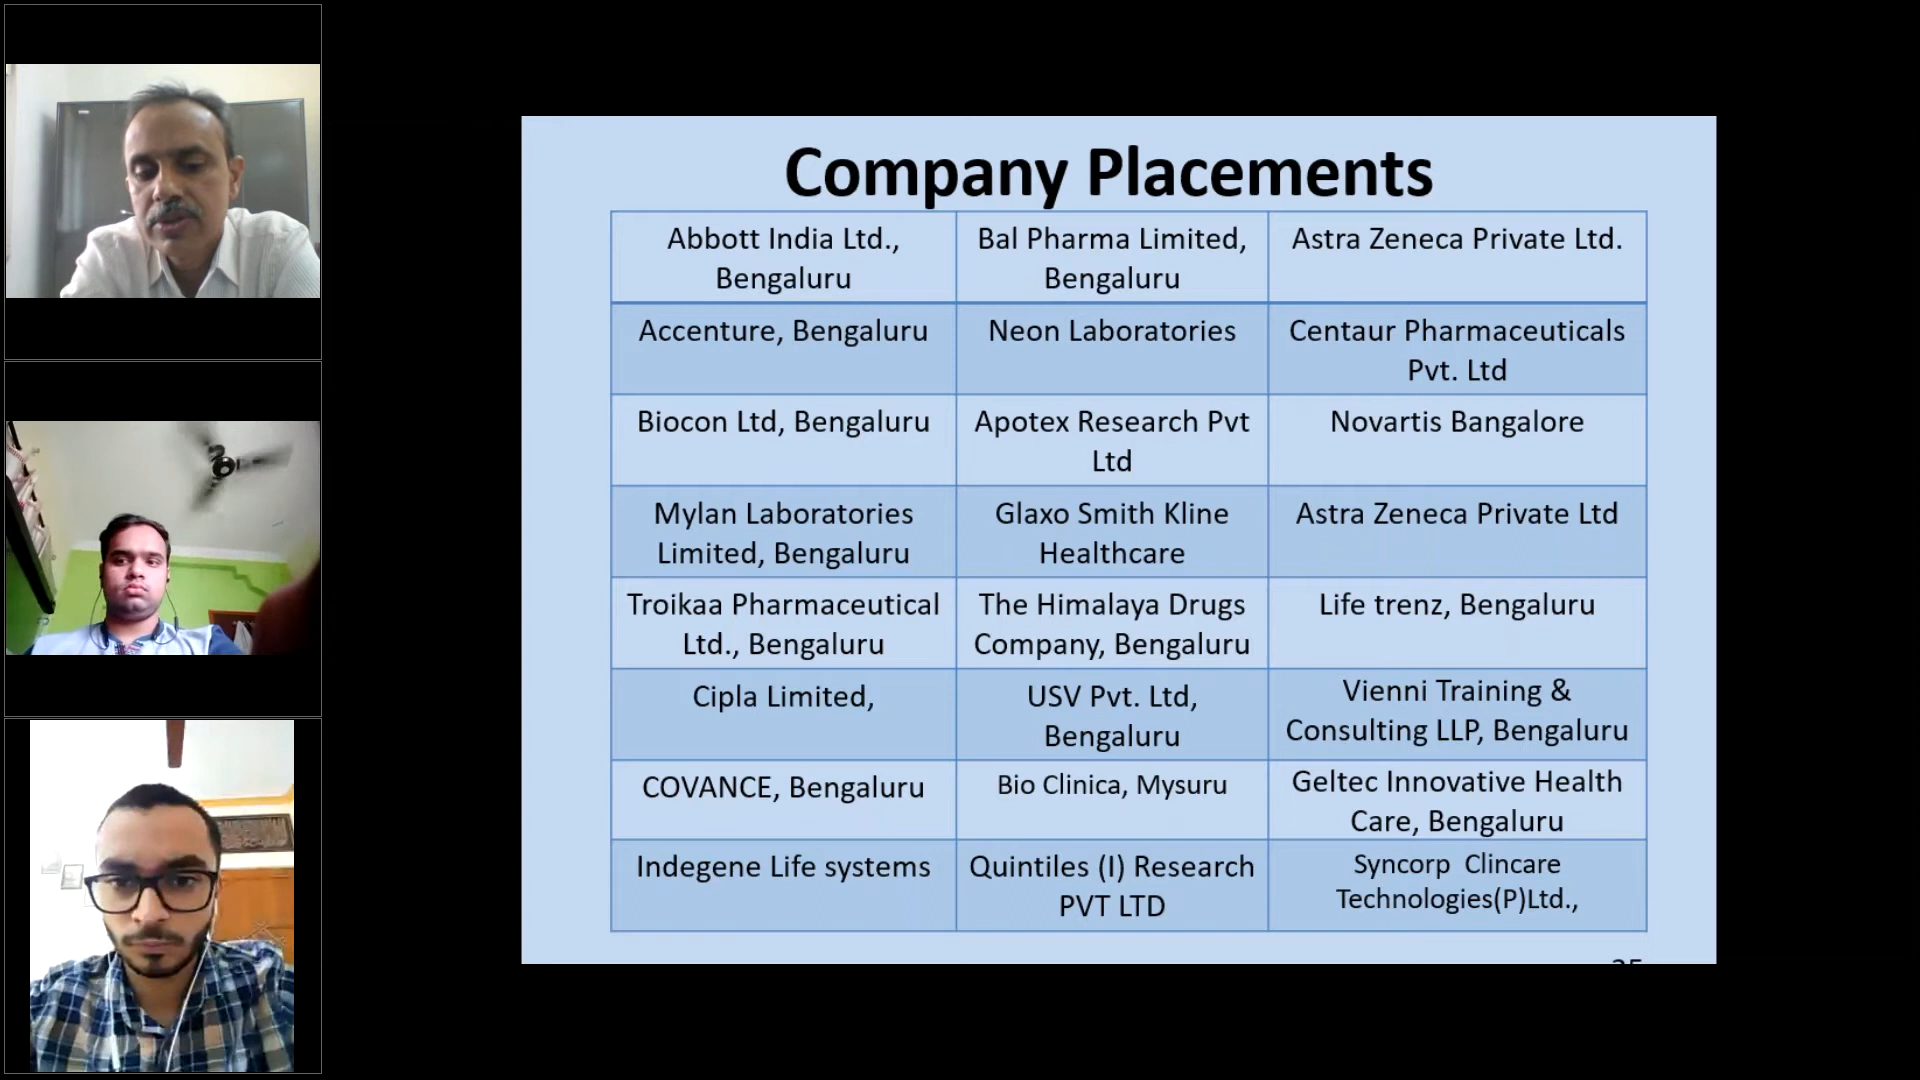 Company Placements
Abbott India Ltd.,
Bengaluru
Bal Pharma Limited,
Bengaluru
Astra Zeneca Private Ltd.
Accenture, Bengaluru
Neon Laboratories
Centaur Pharmaceuticals
Pvt. Ltd
Biocon Ltd, Bengaluru
Apotex Research Pvt
Ltd
Novartis Bangalore
Mylan Laboratories
Limited, Bengaluru
Glaxo Smith Kline
Healthcare
Astra Zeneca Private Ltd
Troikaa Pharmaceutical
Ltd., Bengaluru
The Himalaya Drugs
Company, Bengaluru
Life trenz, Bengaluru
Cipla Limited,
USV Pvt. Ltd,
Bengaluru
Vienni Training &
Consulting LLP, Bengaluru
COVANCE, Bengaluru
Bio Clinica, Mysuru
Geltec Innovative Health
Care, Bengaluru
Indegene Life systems
Quintiles (I) Research
PVT LTD
Syncorp  Clincare
Technologies(P)Ltd.,